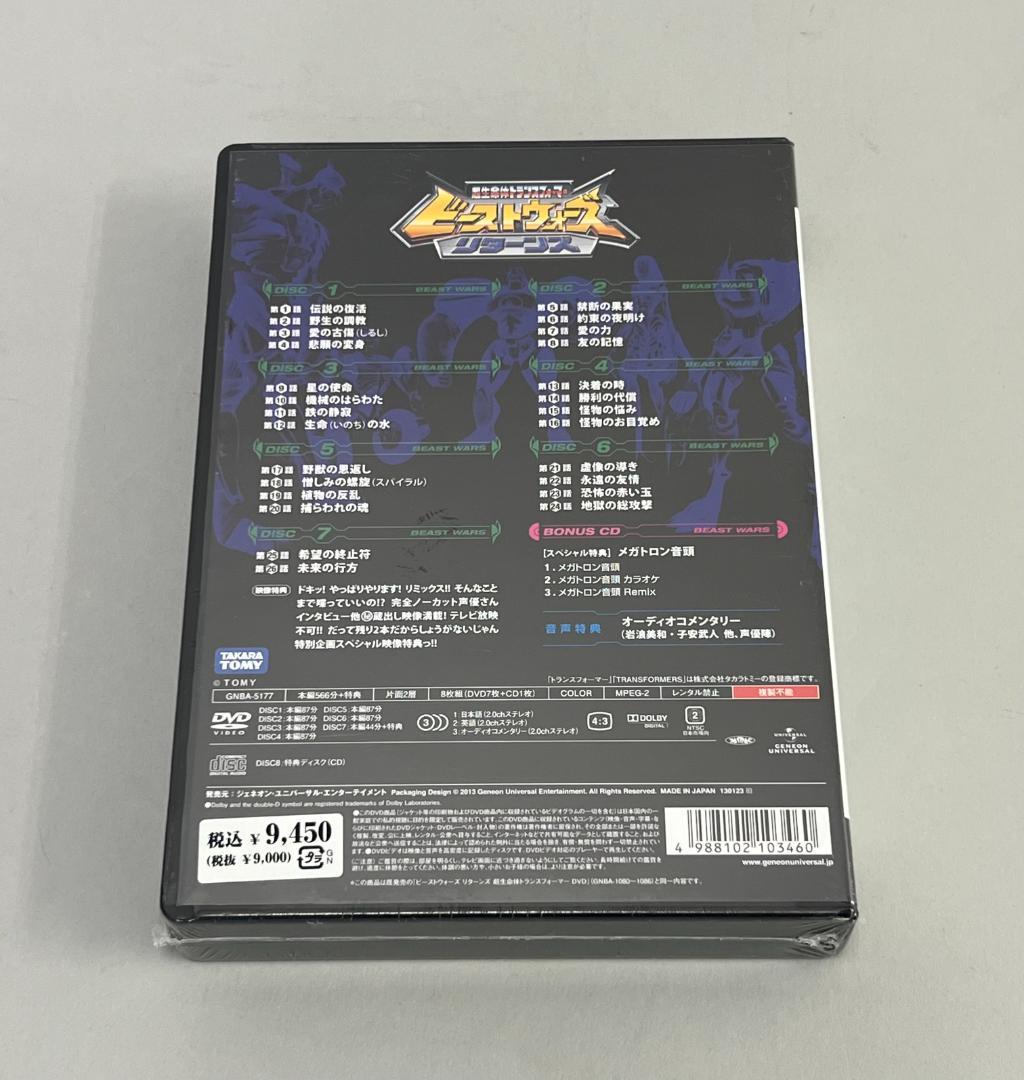 超生命体トランスフォーマー
ビーストウォーズ
リターンズ
DISC 1 BEAST WARS
第1話 伝説の復活
第2話 野生の調教
第3話 愛の古傷(しるし)
第4話 悲願の変身
DISC 2 BEAST WARS
第5話 禁断の果実
第6話 約束の夜明け
第7話 愛の力
第8話 友の記憶
DISC 3 BEAST WARS
第9話 星の使命
第10話 機械のはらわた
第11話 鉄の静寂
第12話 生命(いのち)の水
DISC 4 BEAST WARS
第13話 決着の時
第14話 勝利の代償
第15話 怪物の悩み
第16話 怪物のお目覚め
DISC 5 BEAST WARS
第17話 野獣の恩返し
第18話 憎しみの螺旋(スパイラル)
第19話 植物の反乱
第20話 捕らわれの魂
DISC 6 BEAST WARS
第21話 虚像の導き
第22話 永遠の友情
第23話 恐怖の赤い玉
第24話 地獄の総攻撃
DISC 7 BEAST WARS
第25話 希望の終止符
第26話 未来の行方
映像特典 ドキッ! やっぱりやります! リミックス!! そんなこと
まで喋っていいの!? 完全ノーカット声優さん
インタビュー他㊙蔵出し映像満載! テレビ放映
不可!! だって残り2本だからしょうがないじゃん
特別企画スペシャル映像特典っ!!
BONUS CD BEAST WARS
[スペシャル特典] メガトロン音頭
1. メガトロン音頭
2. メガトロン音頭 カラオケ
3. メガトロン音頭 Remix
音声特典 オーディオコメンタリー
(岩浪美和・子安武人 他、声優陣)
TAKARA
TOMY
© TOMY
「トランスフォーマー」「TRANSFORMERS」は株式会社タカラトミーの登録商標です。
GNBA-5177 本編566分+特典 片面2層 8枚組(DVD7枚+CD1枚) COLOR MPEG-2 レンタル禁止 複製不能
DVD
VIDEO
DISC1:本編87分 DISC5:本編87分
DISC2:本編87分 DISC6:本編87分
DISC3:本編87分 DISC7:本編44分+特典
DISC4:本編87分
3
1:日本語(2.0chステレオ)
2:英語(2.0chステレオ)
3:オーディオコメンタリー(2.0chステレオ)
4:3
DOLBY
DIGITAL
2
NTSC
日本市場向
UNIVERSAL
GENEON
UNIVERSAL
disc
DIGITAL AUDIO
DISC8:特典ディスク(CD)
発売元:ジェネオン・ユニバーサル・エンターテイメント Packaging Design © 2013 Geneon Universal Entertainment. All Rights Reserved. MADE IN JAPAN 130123
●Dolby and the double-D symbol are registered trademarks of Dolby Laboratories.
税込 ¥9,450
(税抜 ¥9,000)
プラ
GN
4 988102 103460
www.geneonuniversal.jp
*この商品は既発売の「ビーストウォーズ リターンズ 超生命体トランスフォーマー DVD」(GNBA-1080〜1086)と同一内容です。